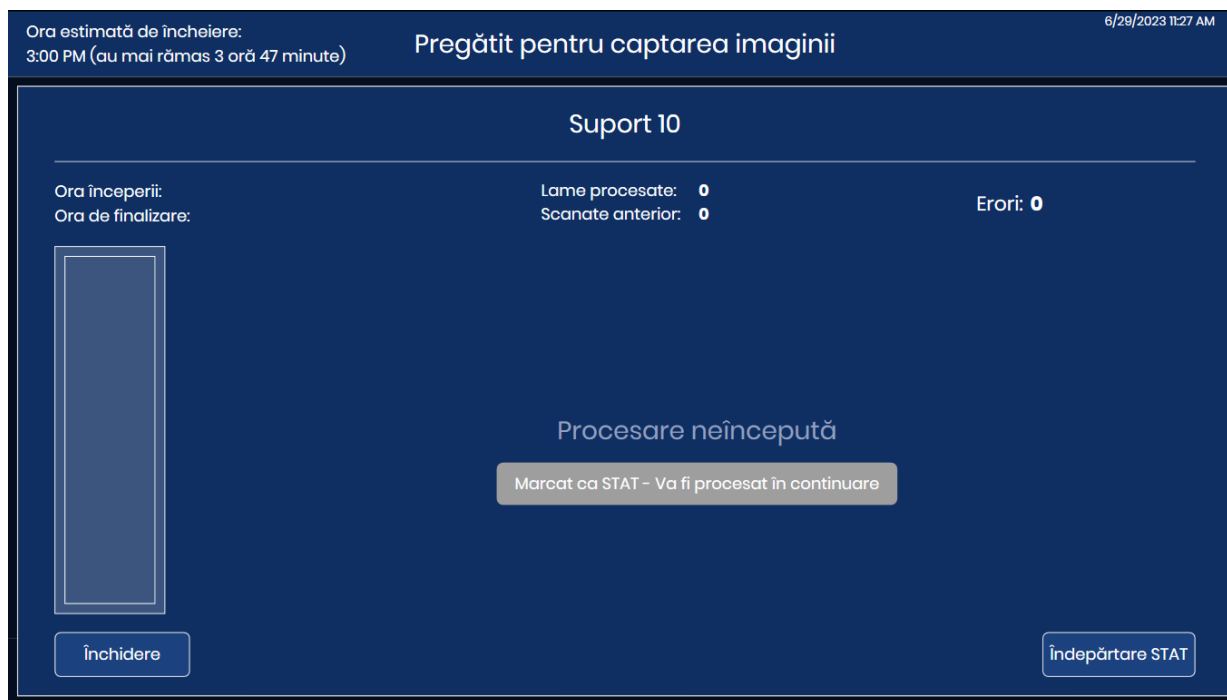 6/29/2023 11:27 AM
Ora estimată de încheiere:
3:00 PM (au mai rămas 3 oră 47 minute)
Pregătit pentru captarea imaginii
Suport 10
Ora începerii:
Ora de finalizare:
Lame procesate: 0
Scanate anterior: 0
Erori: 0
Procesare neîncepută
Marcat ca STAT - Va fi procesat în continuare
Închidere
Îndepărtare STAT